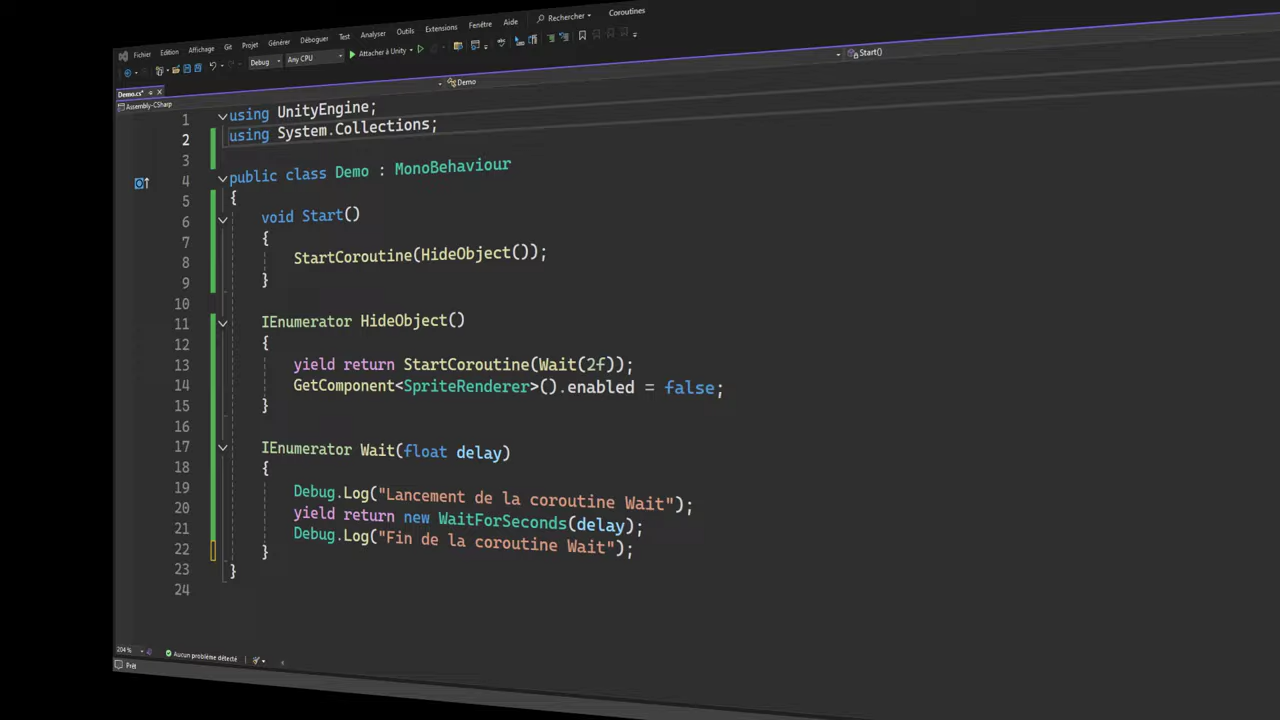 Fichier Edition Affichage Git Projet Générer Déboguer Test Analyser Outils Extensions Fenêtre Aide Rechercher Coroutines
Debug Any CPU Attacher à Unity
Demo.cs*
Assembly-CSharp Demo Start()
1 using UnityEngine;
2 using System.Collections;
3
4 public class Demo : MonoBehaviour
5 {
6 void Start()
7 {
8 StartCoroutine(HideObject());
9 }
10
11 IEnumerator HideObject()
12 {
13 yield return StartCoroutine(Wait(2f));
14 GetComponent<SpriteRenderer>().enabled = false;
15 }
16
17 IEnumerator Wait(float delay)
18 {
19 Debug.Log("Lancement de la coroutine Wait");
20 yield return new WaitForSeconds(delay);
21 Debug.Log("Fin de la coroutine Wait");
22 }
23 }
24
204 % Aucun problème détecté
Prêt